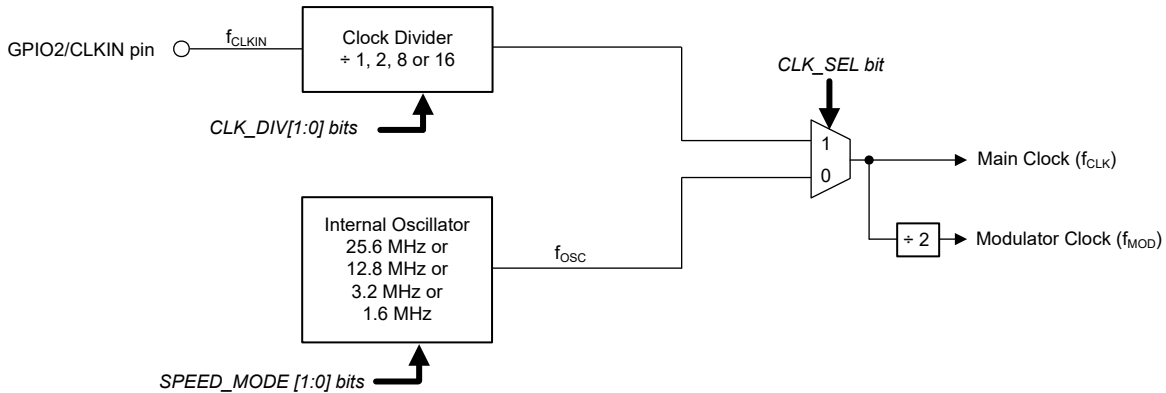 GPIO2/CLKIN pin
fCLKIN
Clock Divider
÷ 1, 2, 8 or 16
CLK_DIV[1:0] bits
CLK_SEL bit
1
0
Main Clock (fCLK)
÷ 2
Modulator Clock (fMOD)
Internal Oscillator
25.6 MHz or
12.8 MHz or
3.2 MHz or
1.6 MHz
fOSC
SPEED_MODE [1:0] bits